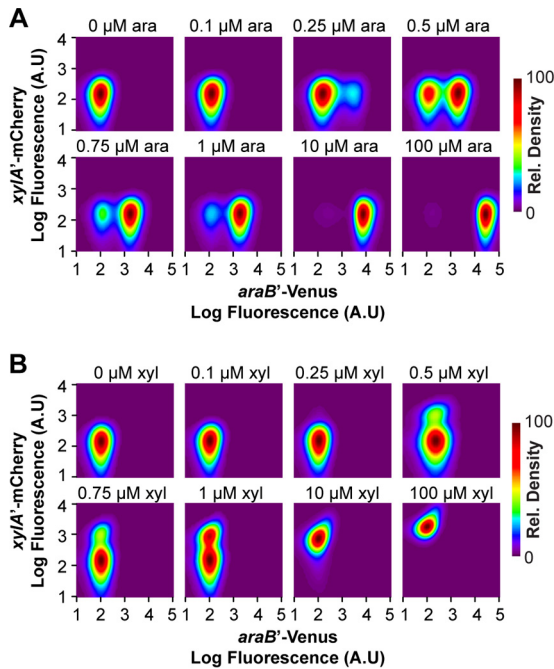 A
0 µM ara 0.1 µM ara 0.25 µM ara 0.5 µM ara
4
3
2
1
0.75 µM ara 1 µM ara 10 µM ara 100 µM ara
4
3
2
1
1 2 3 4 5 1 2 3 4 5 1 2 3 4 5 1 2 3 4 5
xylA'-mCherry
Log Fluorescence (A.U)
araB'-Venus
Log Fluorescence (A.U)
100
Rel. Density
0
B
0 µM xyl 0.1 µM xyl 0.25 µM xyl 0.5 µM xyl
4
3
2
1
0.75 µM xyl 1 µM xyl 10 µM xyl 100 µM xyl
4
3
2
1
1 2 3 4 5 1 2 3 4 5 1 2 3 4 5 1 2 3 4 5
xylA'-mCherry
Log Fluorescence (A.U)
araB'-Venus
Log Fluorescence (A.U)
100
Rel. Density
0